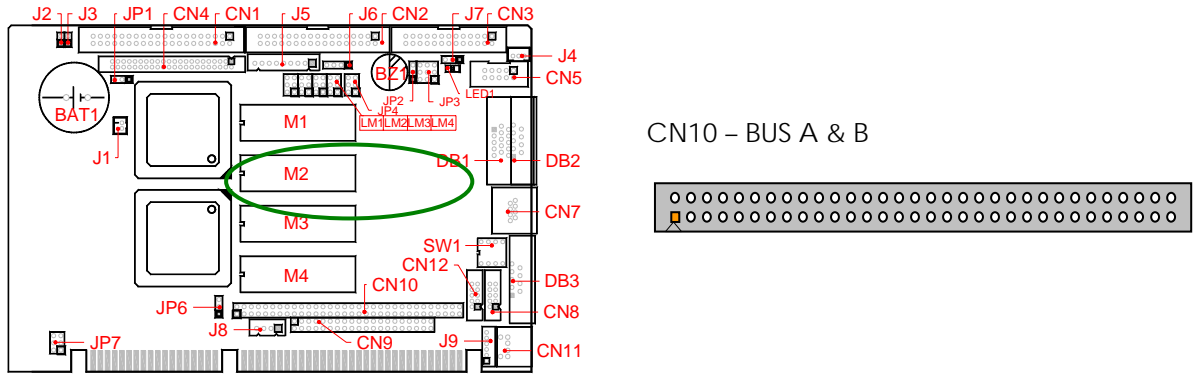 J2 J3 JP1 CN4 CN1 J5 J6 CN2 J7 CN3
J4
CN5
BZ1
LED1
JP2 JP3
JP4
BAT1
LM1 LM2 LM3 LM4
M1
J1
DB1 DB2
M2
CN7
M3
SW1
CN12
M4
DB3
CN10
JP6
CN8
J8
CN9
J9
JP7
CN11
CN10 – BUS A & B